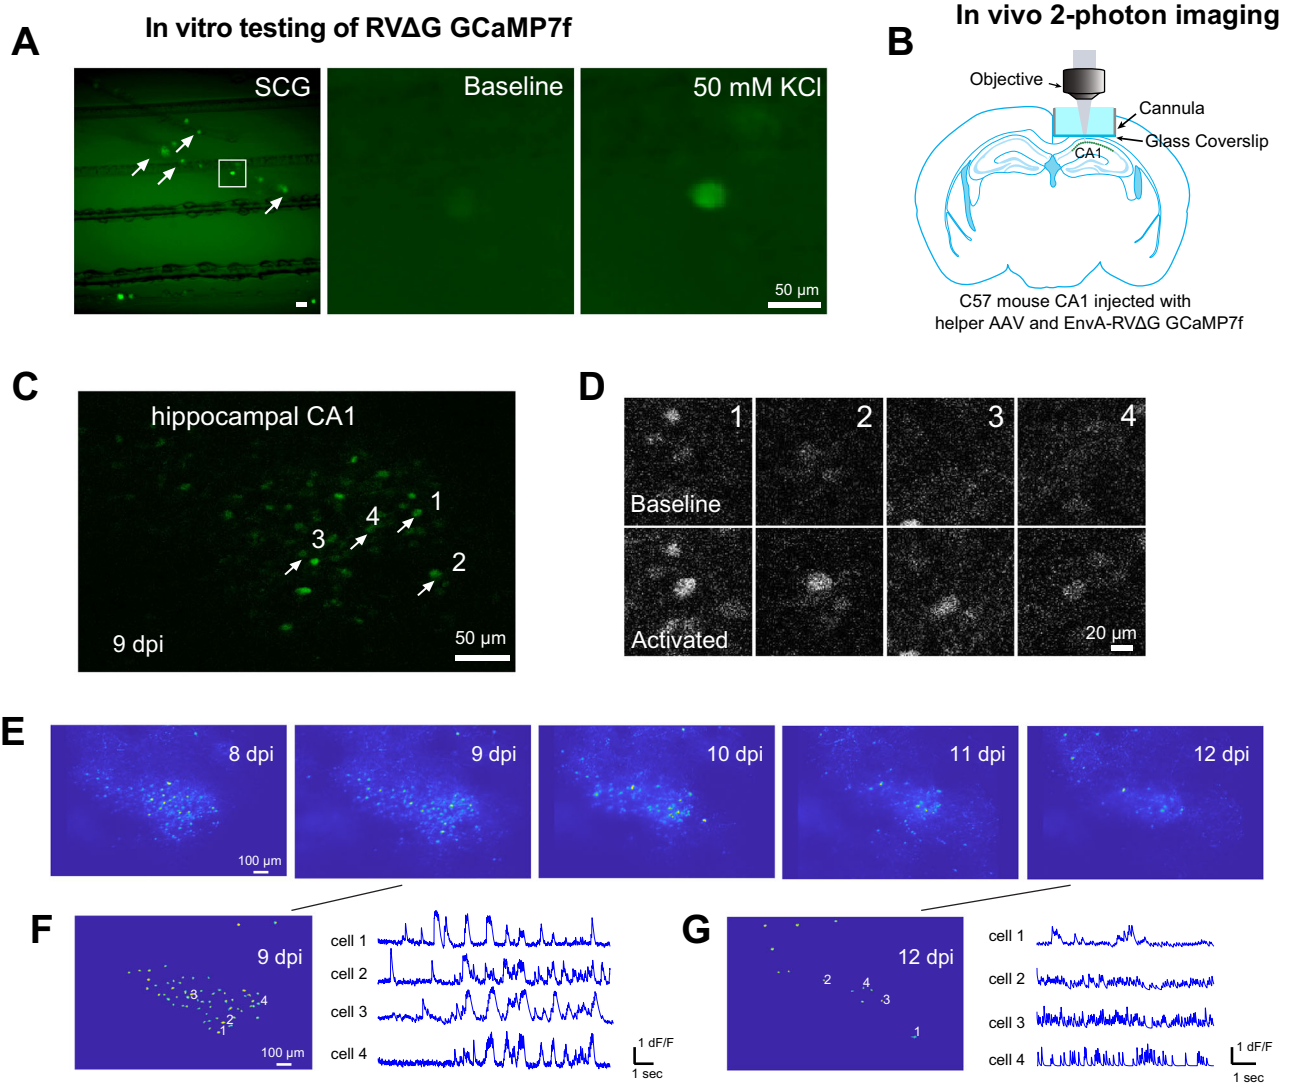 In vitro testing of RVΔG GCaMP7f
In vivo 2-photon imaging
A
SCG
Baseline
50 mM KCl
50 µm
B
Objective
Cannula
Glass Coverslip
CA1
C57 mouse CA1 injected with
helper AAV and EnvA-RVΔG GCaMP7f
C
hippocampal CA1
1
4
3
2
9 dpi
50 µm
D
1
2
3
4
Baseline
Activated
20 µm
E
8 dpi
9 dpi
10 dpi
11 dpi
12 dpi
100 µm
F
9 dpi
3
4
2
1
100 µm
cell 1
cell 2
cell 3
cell 4
1 dF/F
1 sec
G
12 dpi
2
4
3
1
cell 1
cell 2
cell 3
cell 4
1 dF/F
1 sec